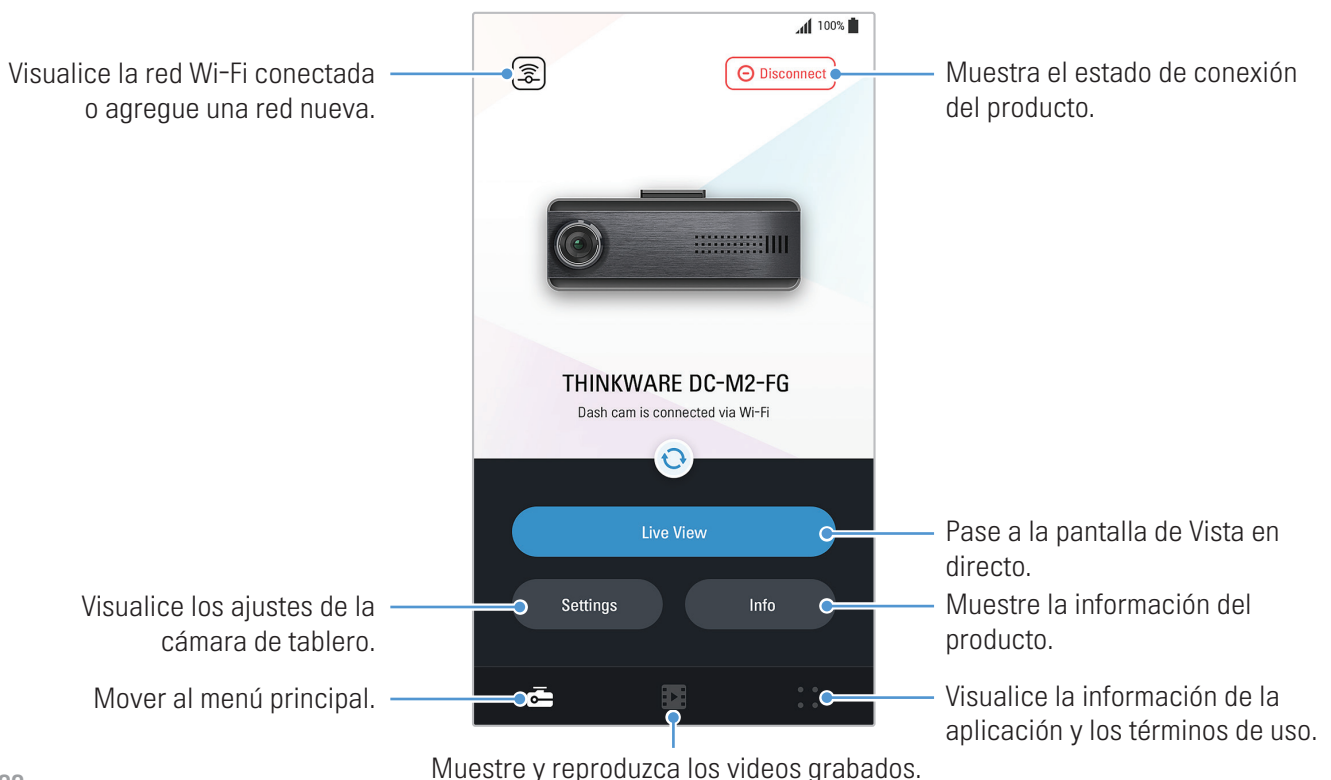 100%
Visualice la red Wi-Fi conectada
o agregue una red nueva.
Disconnect
Muestra el estado de conexión
del producto.
THINKWARE DC-M2-FG
Dash cam is connected via Wi-Fi
Live View
Pase a la pantalla de Vista en
directo.
Visualice los ajustes de la
cámara de tablero.
Settings
Info
Muestre la información del
producto.
Mover al menú principal.
Visualice la información de la
aplicación y los términos de uso.
Muestre y reproduzca los videos grabados.